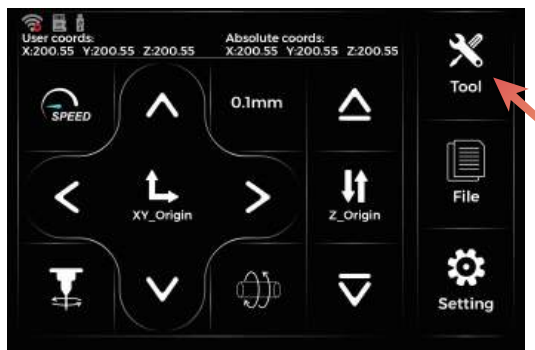 User coords: Absolute coords:
X:200.55 Y:200.55 Z:200.55 X:200.55 Y:200.55 Z:200.55
SPEED
0.1mm
Tool
XY_Origin
Z_Origin
File
Setting